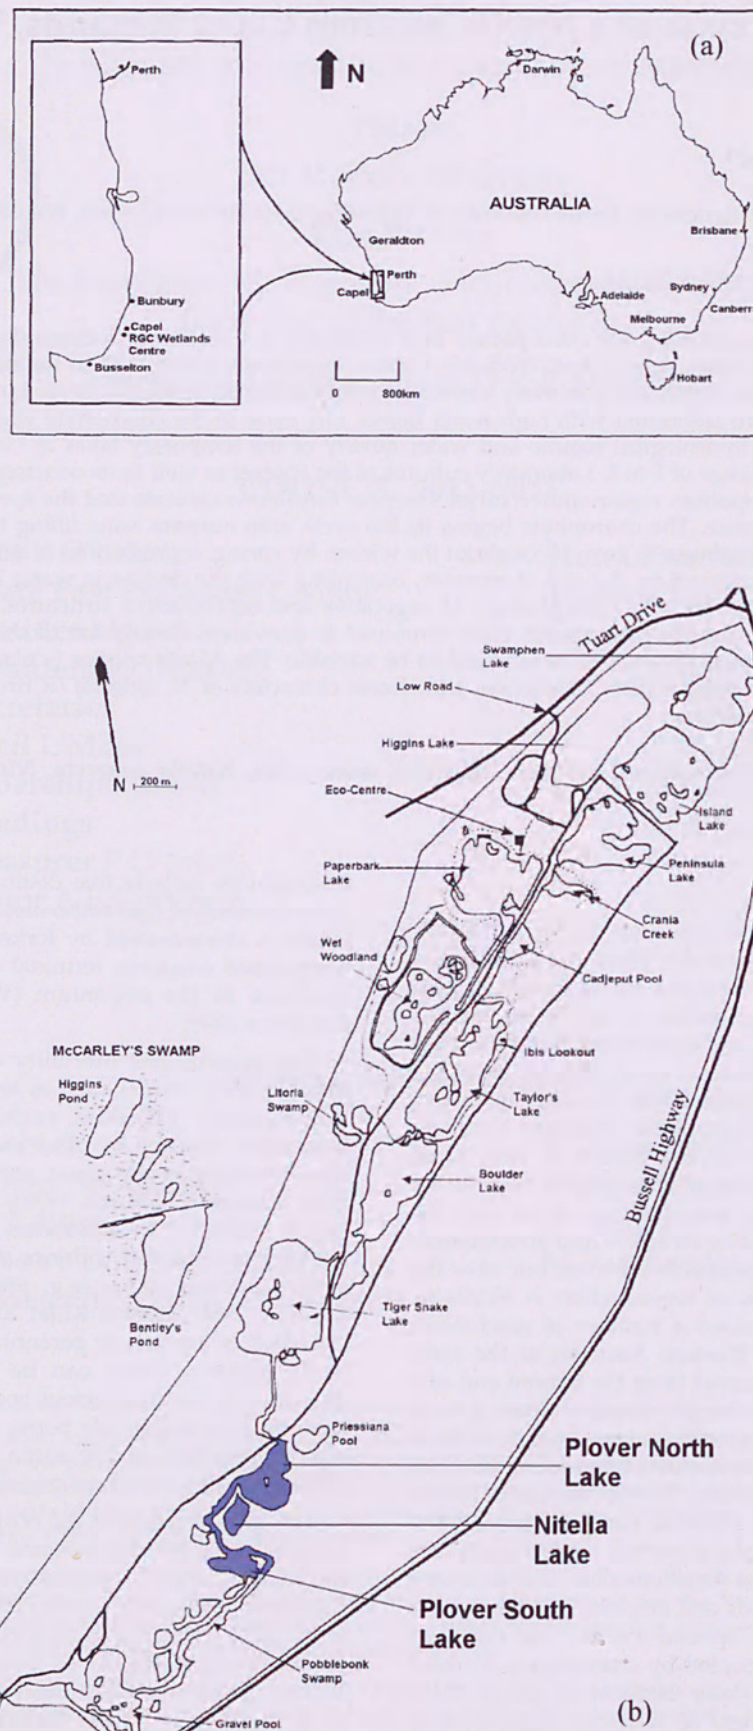 (a)
N
Perth
Bunbury
Capel
RGC Wetlands
Centre
Busselton
Darwin
AUSTRALIA
Geraldton
Perth
Capel
Brisbane
Adelaide
Sydney
Canberr
Melbourne
Hobart
0 800km
Tuart Drive
Swamphen
Lake
Low Road
Higgins Lake
N 200 m.
Eco-Centre
Island
Lake
Paperbark
Lake
Peninsula
Lake
Crania
Creek
Wet
Woodland
Cadjeput Pool
Ibis Lookout
McCARLEY'S SWAMP
Higgins
Pond
Litoria
Swamp
Taylor's
Lake
Boulder
Lake
Bussell Highway
Tiger Snake
Lake
Bentley's
Pond
Priessiana
Pool
Plover North
Lake
Nitella
Lake
Plover South
Lake
Pobblebonk
Swamp
Gravel Pool
(b)